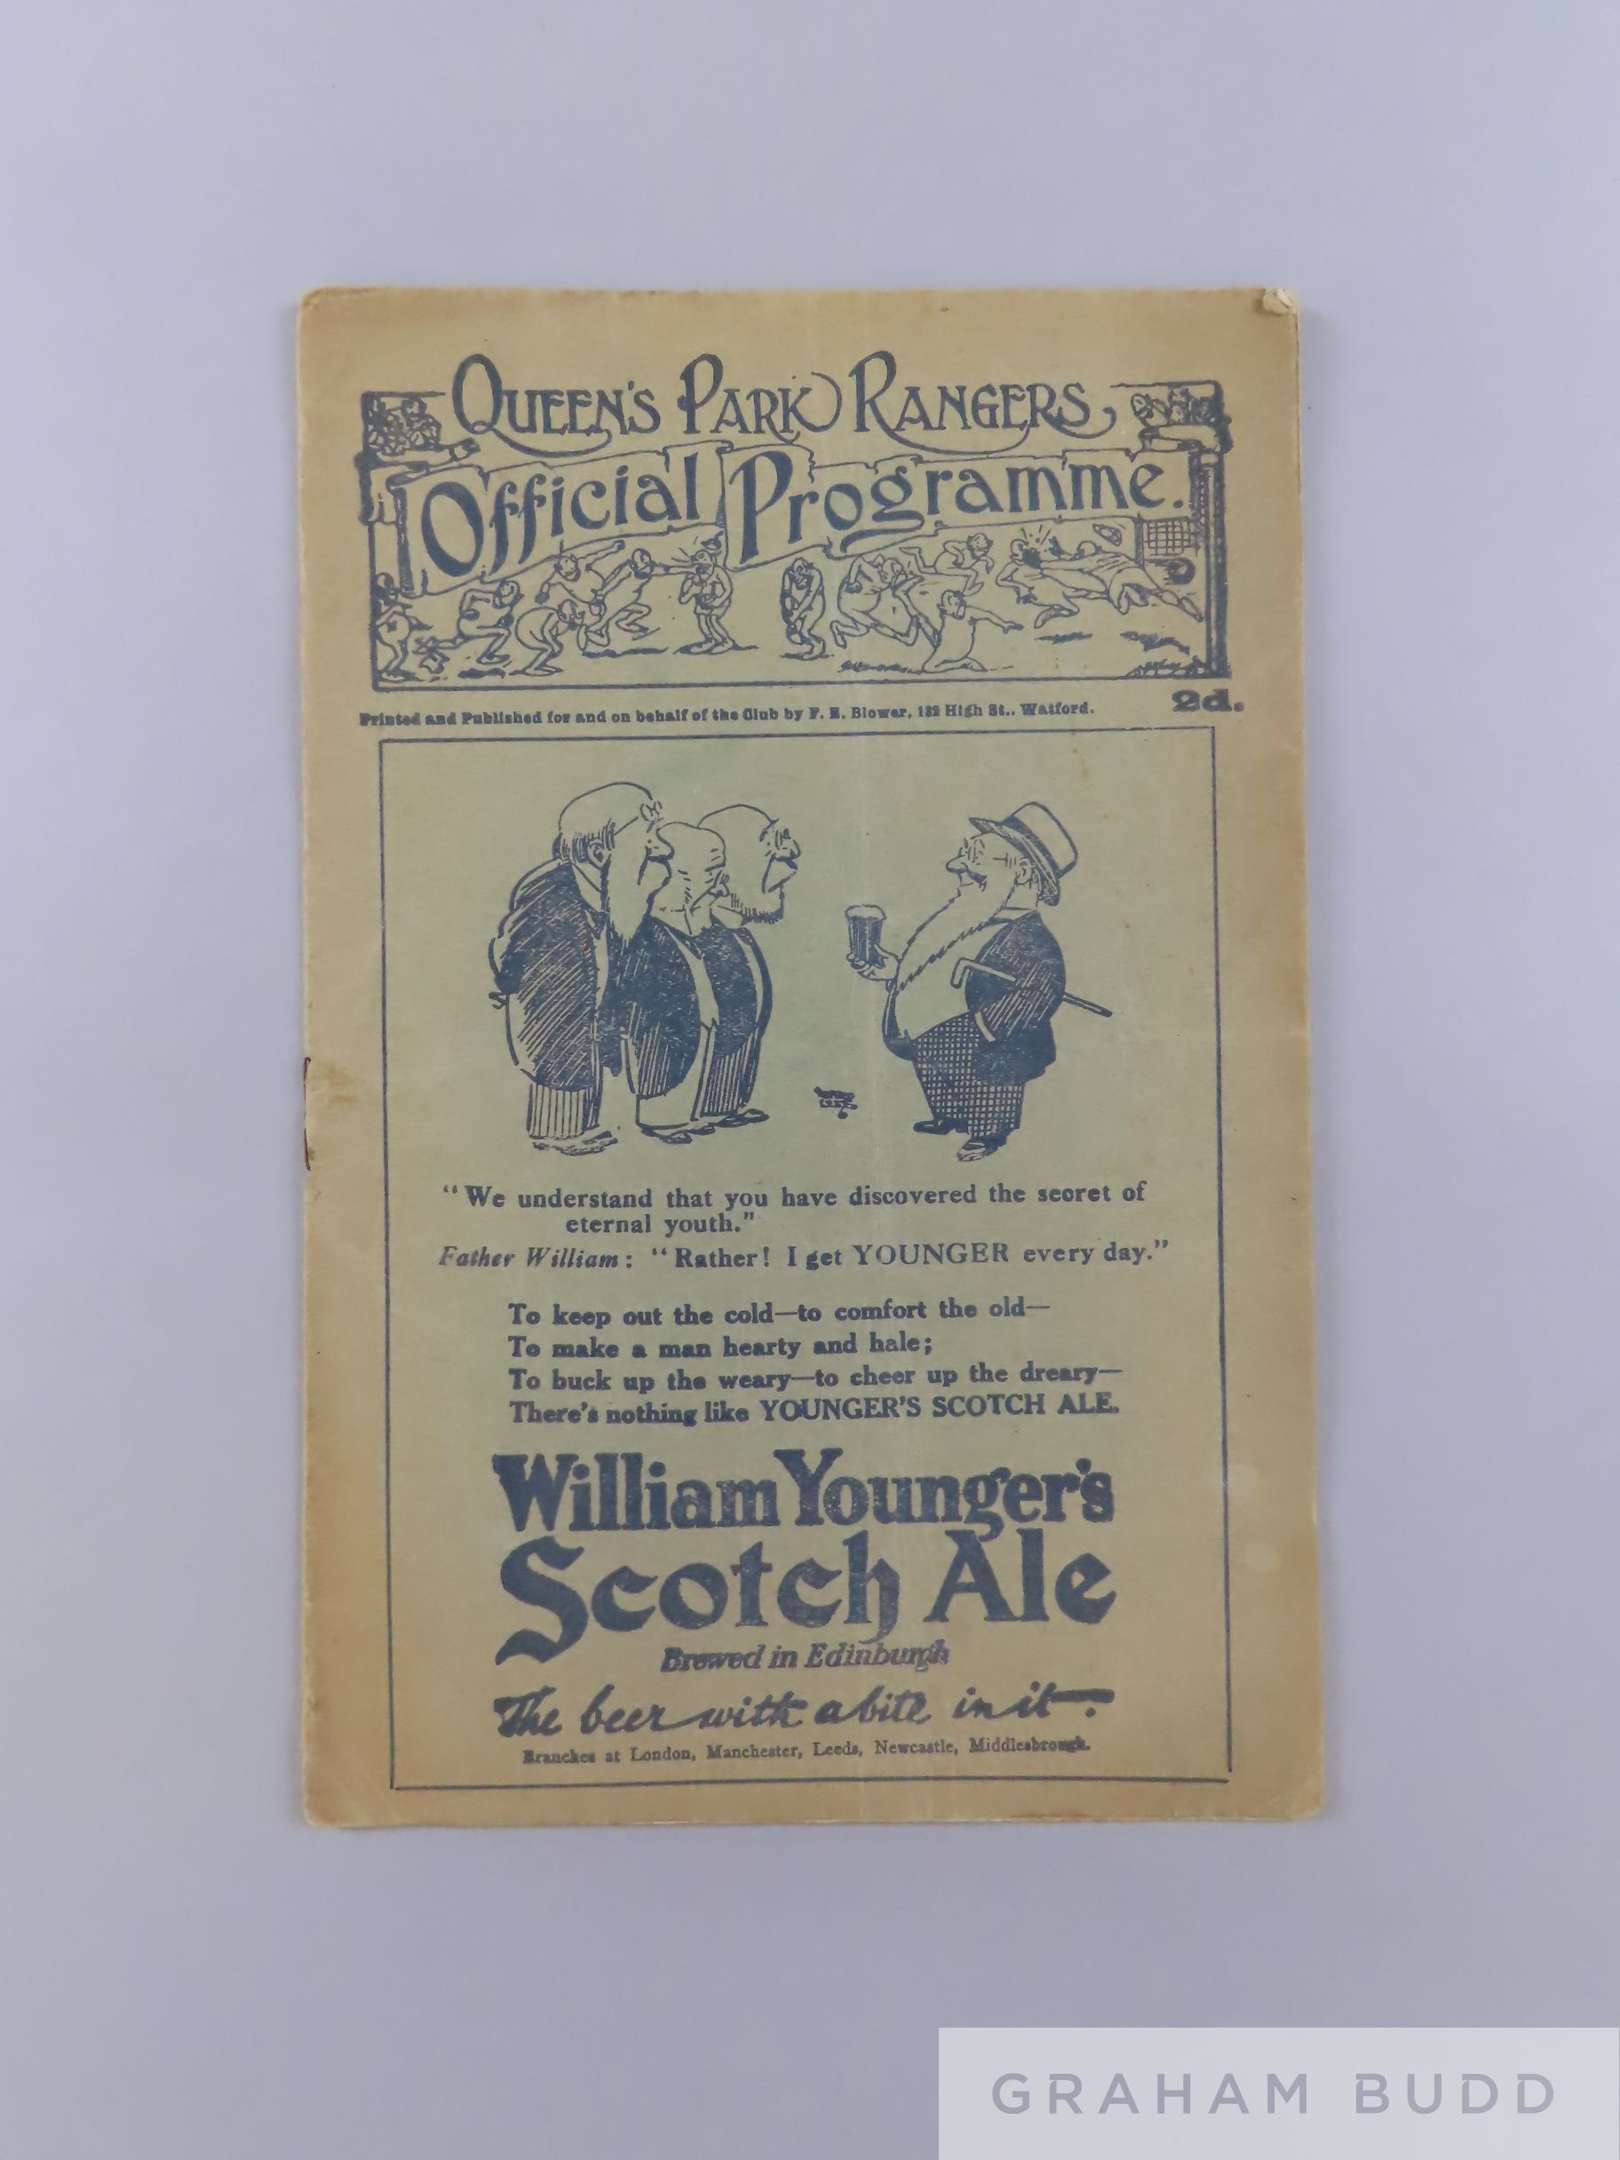 QUEEN'S PARK RANGERS
Official Programme.
Printed and Published for and on behalf of the Club by F. E. Blower, 132 High St.. Watford.
2d.
"We understand that you have discovered the secret of
eternal youth."
Father William: "Rather! I get YOUNGER every day."
To keep out the cold—to comfort the old—
To make a man hearty and hale;
To buck up the weary—to cheer up the dreary—
There's nothing like YOUNGER'S SCOTCH ALE.
William Younger's
Scotch Ale
Brewed in Edinburgh
The beer with a bite in it.
Branches at London, Manchester, Leeds, Newcastle, Middlesbrough.
GRAHAM BUDD